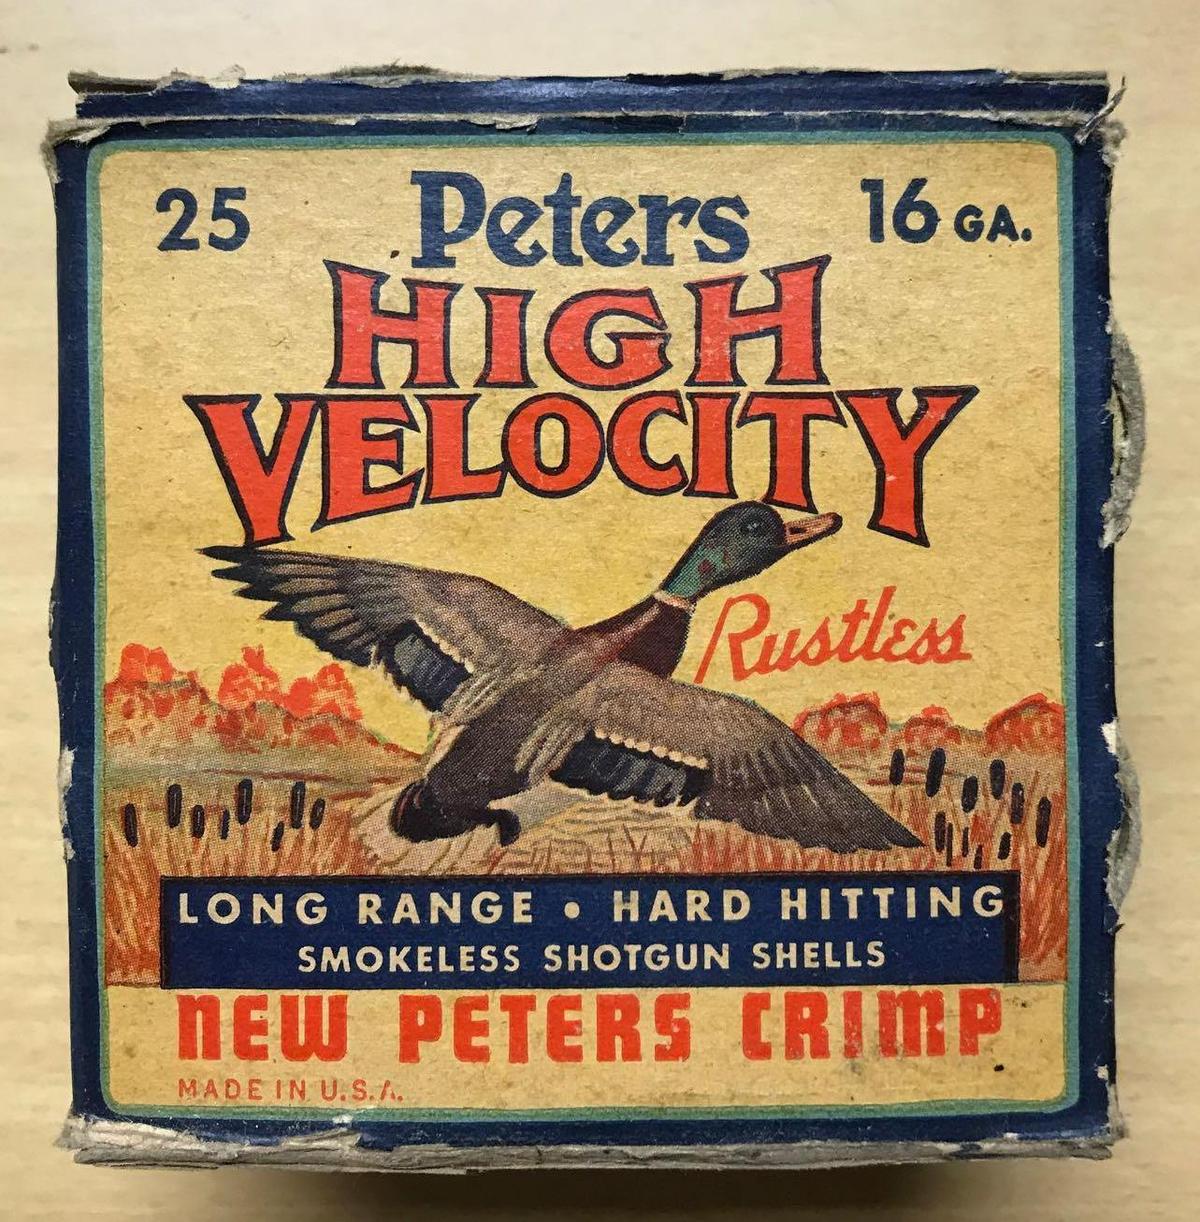 25
Peters
16 GA.
HIGH
VELOCITY
Rustless
LONG RANGE • HARD HITTING
SMOKELESS SHOTGUN SHELLS
NEW PETERS CRIMP
MADE IN U.S.A.